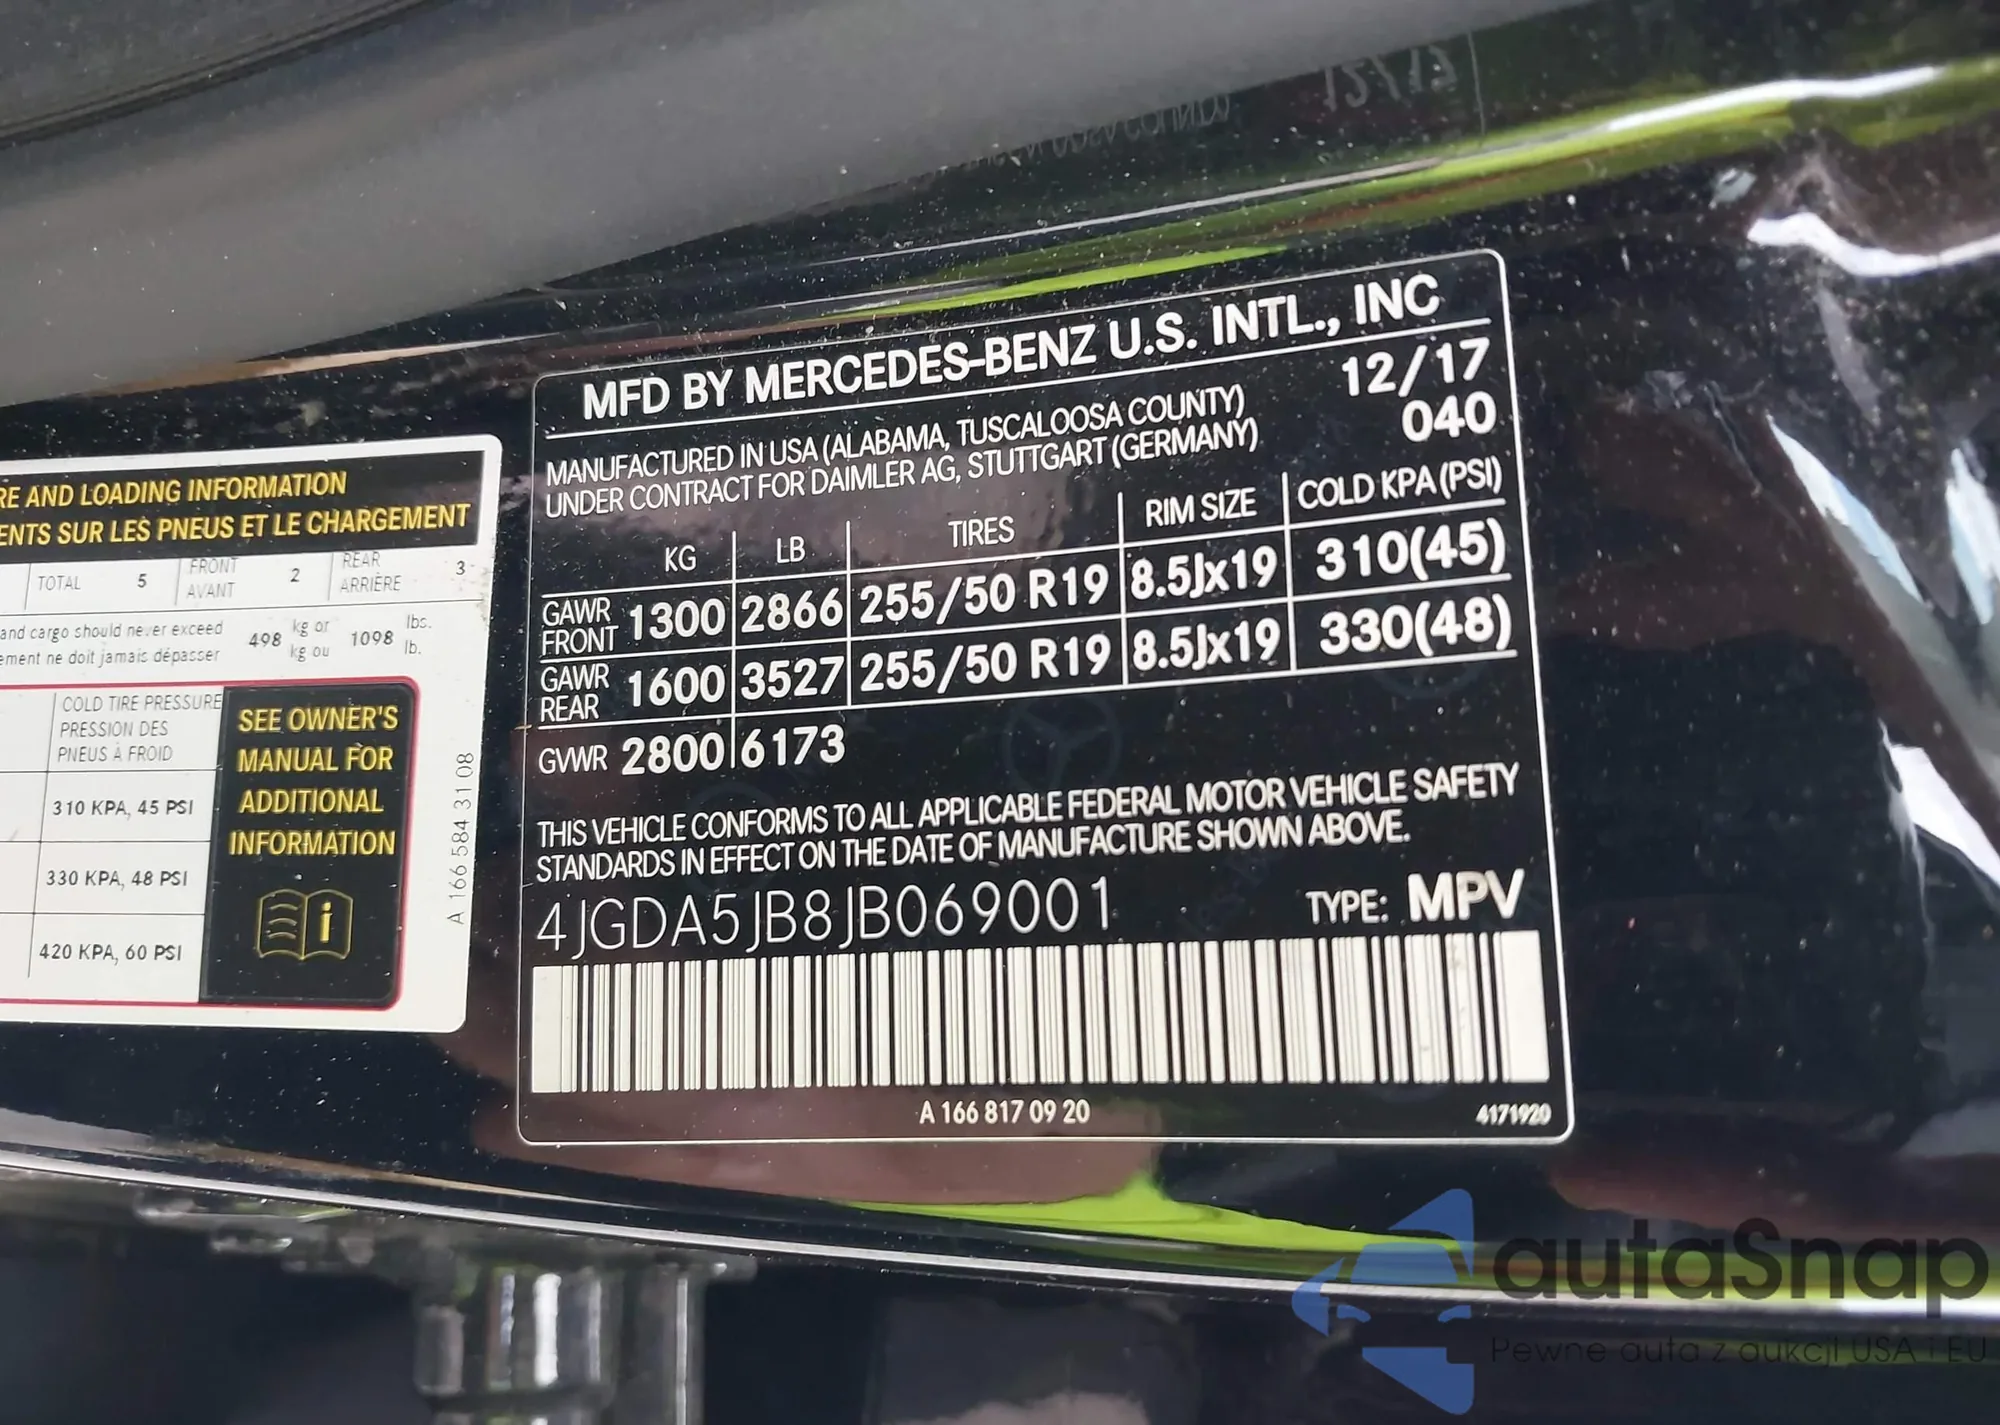 12/17
RE AND LOADING INFORMATION
ENTS SUR LES PNEUS ET LE CHARGEMENT
TOTAL 5 FRONT 2 REAR 3
AVANT ARRIÈRE
and cargo should never exceed 498 kg or 1098 lbs.
ement ne doit jamais dépasser kg ou lb.
COLD TIRE PRESSURE
PRESSION DES
PNEUS À FROID
310 KPA, 45 PSI
330 KPA, 48 PSI
420 KPA, 60 PSI
SEE OWNER'S
MANUAL FOR
ADDITIONAL
INFORMATION
A 166 584 31 08
MFD BY MERCEDES-BENZ U.S. INTL., INC
MANUFACTURED IN USA (ALABAMA, TUSCALOOSA COUNTY) 12/17
UNDER CONTRACT FOR DAIMLER AG, STUTTGART (GERMANY) 040
KG LB TIRES RIM SIZE COLD KPA (PSI)
GAWR FRONT 1300 2866 255/50 R19 8.5Jx19 310(45)
GAWR REAR 1600 3527 255/50 R19 8.5Jx19 330(48)
GVWR 2800 6173
THIS VEHICLE CONFORMS TO ALL APPLICABLE FEDERAL MOTOR VEHICLE SAFETY
STANDARDS IN EFFECT ON THE DATE OF MANUFACTURE SHOWN ABOVE.
4JGDA5JB8JB069001 TYPE: MPV
A 166 817 09 20 4171920
autaSnap
Pewne auta z aukcji USA i EU